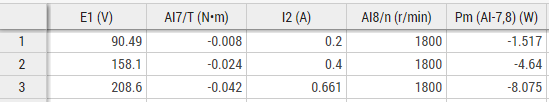 E1 (V) AI7/T (N•m) I2 (A) AI8/n (r/min) Pm (AI-7,8) (W)
1 90.49 -0.008 0.2 1800 -1.517
2 158.1 -0.024 0.4 1800 -4.64
3 208.6 -0.042 0.661 1800 -8.075